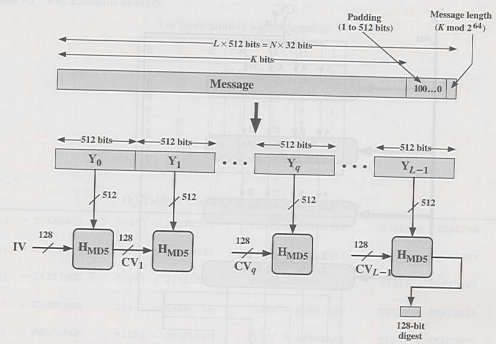 Padding
(1 to 512 bits)
Message length
(K mod 2^64)
L × 512 bits = N × 32 bits
K bits
Message
100...0
512 bits
512 bits
512 bits
512 bits
Y0
Y1
• • •
Yq
• • •
YL−1
512
512
512
512
IV
128
HMD5
128
CV1
HMD5
128
CVq
HMD5
128
CVL−1
HMD5
128-bit
digest